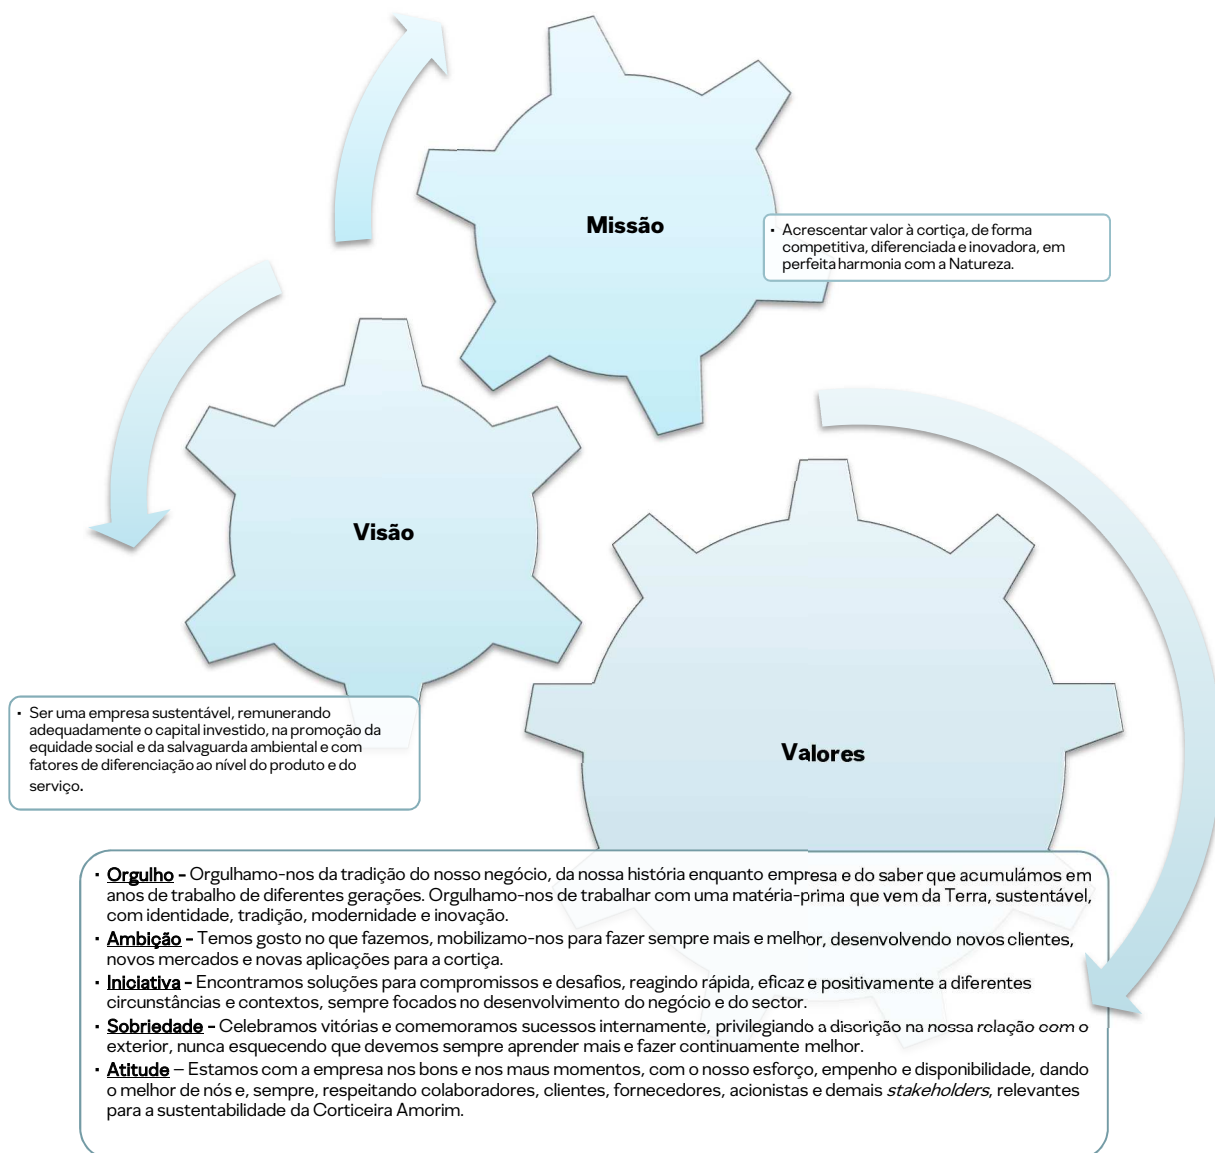 Missão
• Acrescentar valor à cortiça, de forma
competitiva, diferenciada e inovadora, em
perfeita harmonia com a Natureza.
Visão
• Ser uma empresa sustentável, remunerando
adequadamente o capital investido, na promoção da
equidade social e da salvaguarda ambiental e com
fatores de diferenciação ao nível do produto e do
serviço.
Valores
• Orgulho - Orgulhamo-nos da tradição do nosso negócio, da nossa história enquanto empresa e do saber que acumulámos em
anos de trabalho de diferentes gerações. Orgulhamo-nos de trabalhar com uma matéria-prima que vem da Terra, sustentável,
com identidade, tradição, modernidade e inovação.
• Ambição - Temos gosto no que fazemos, mobilizamo-nos para fazer sempre mais e melhor, desenvolvendo novos clientes,
novos mercados e novas aplicações para a cortiça.
• Iniciativa - Encontramos soluções para compromissos e desafios, reagindo rápida, eficaz e positivamente a diferentes
circunstâncias e contextos, sempre focados no desenvolvimento do negócio e do sector.
• Sobriedade - Celebramos vitórias e comemoramos sucessos internamente, privilegiando a discrição na nossa relação com o
exterior, nunca esquecendo que devemos sempre aprender mais e fazer continuamente melhor.
• Atitude – Estamos com a empresa nos bons e nos maus momentos, com o nosso esforço, empenho e disponibilidade, dando
o melhor de nós e, sempre, respeitando colaboradores, clientes, fornecedores, acionistas e demais stakeholders, relevantes
para a sustentabilidade da Corticeira Amorim.